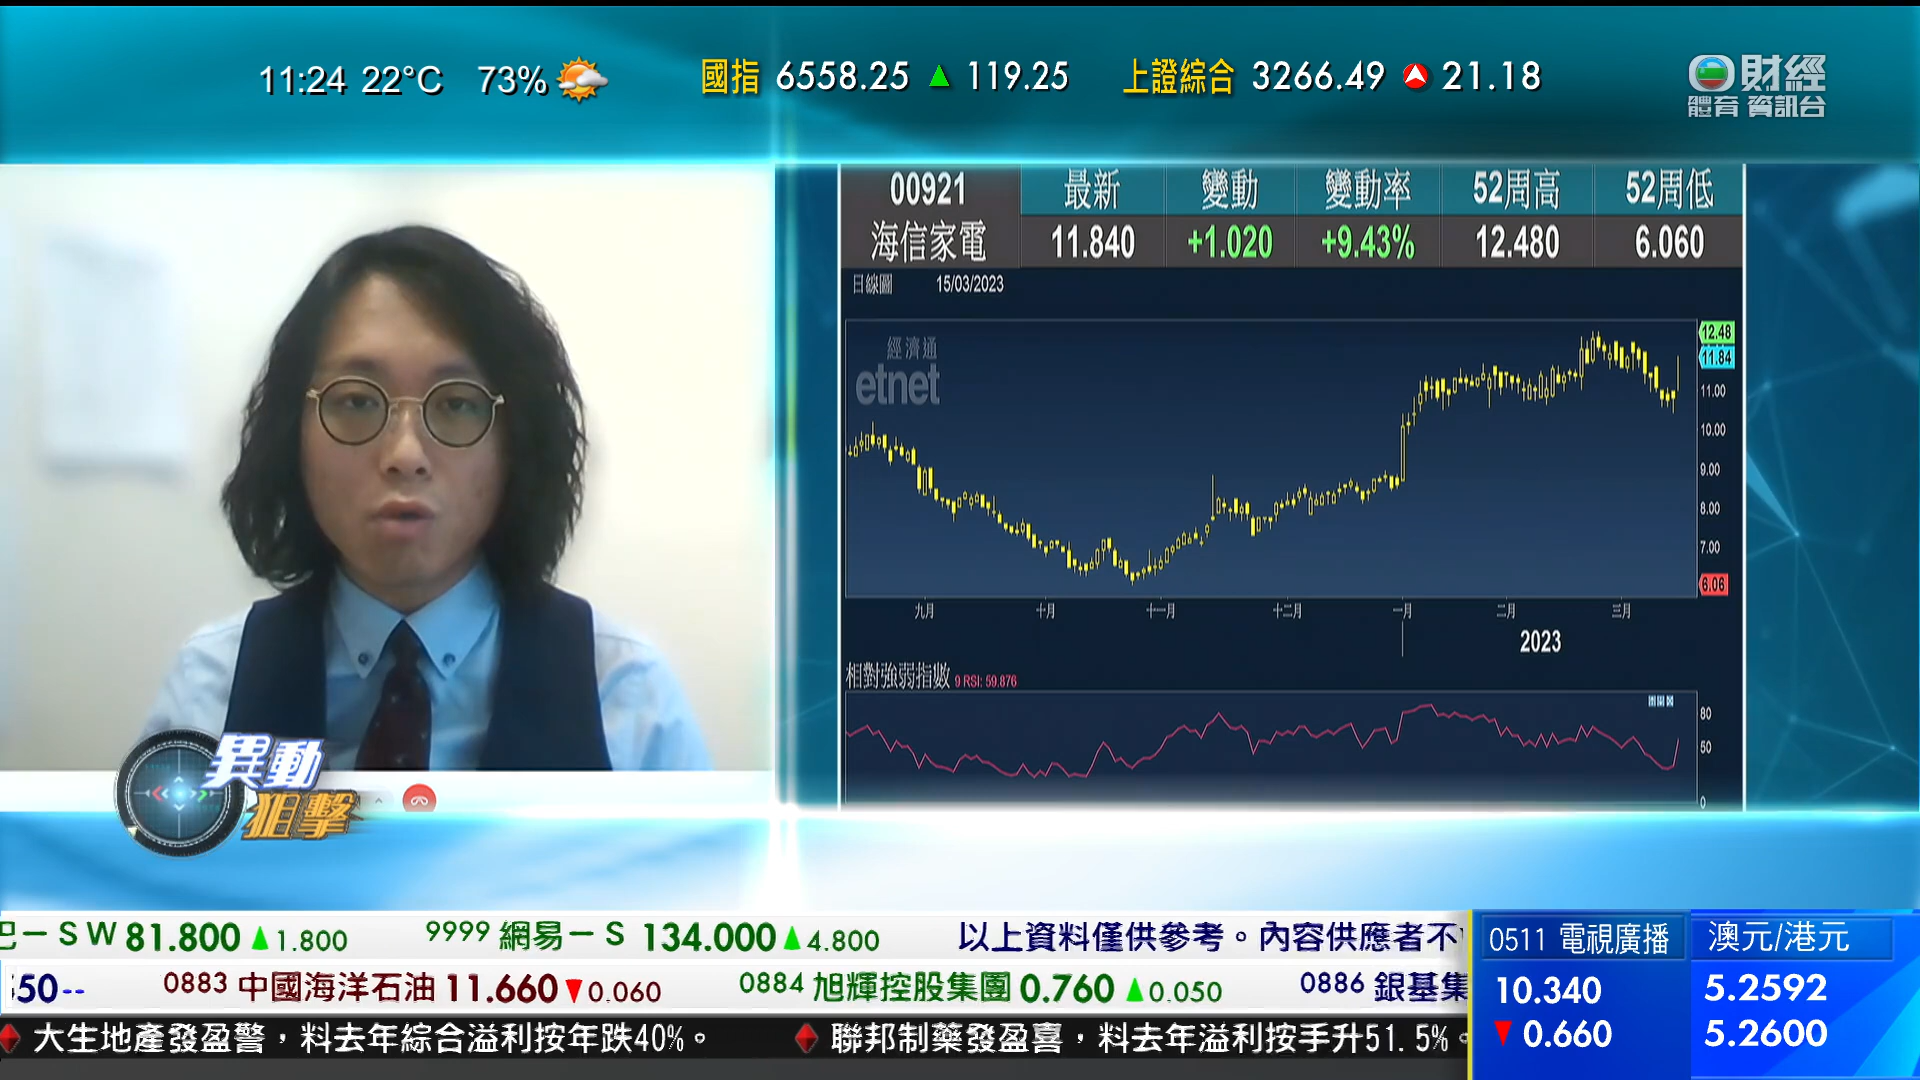 11:24 22°C 73%
國指 6558.25 ▲ 119.25
上證綜合 3266.49 21.18
財經
體育 資訊台
00921
海信家電
最新 變動 變動率 52周高 52周低
11.840 +1.020 +9.43% 12.480 6.060
日線圖 15/03/2023
經濟通
etnet
12.48
11.84
11.00
10.00
9.00
8.00
7.00
6.06
九月 十月 十一月 十二月 一月 二月 三月
2023
相對強弱指數 9 RSI: 59.876
80
50
0
異動
狙擊
巴－ＳＷ 81.800 ▲ 1.800 9999 網易－Ｓ 134.000 ▲ 4.800 以上資料僅供參考。內容供應者不
50-- 0883 中國海洋石油 11.660 ▼ 0.060 0884 旭輝控股集團 0.760 ▲ 0.050 0886 銀基集
大生地產發盈警，料去年綜合溢利按年跌40%。 聯邦制藥發盈喜，料去年溢利按手升51.5%。
0511 電視廣播
10.340
▼ 0.660
澳元/港元
5.2592
5.2600